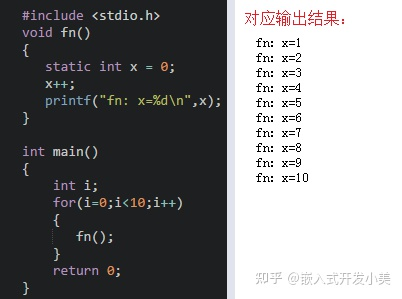 #include <stdio.h>
void fn()
{
static int x = 0;
x++;
printf("fn: x=%d\n",x);
}
int main()
{
int i;
for(i=0;i<10;i++)
{
fn();
}
return 0;
}
对应输出结果：
fn: x=1
fn: x=2
fn: x=3
fn: x=4
fn: x=5
fn: x=6
fn: x=7
fn: x=8
fn: x=9
fn: x=10
知乎 @嵌入式开发小美